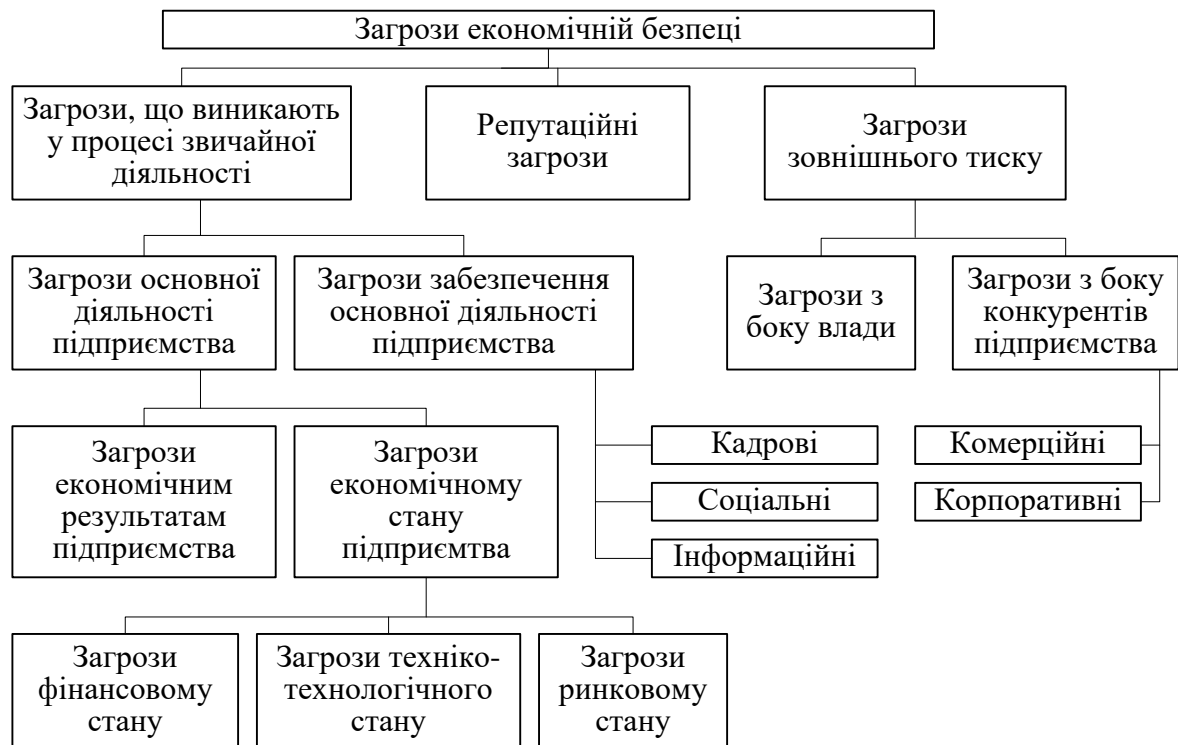 Загрози економічній безпеці
Загрози, що виникають
у процесі звичайної
діяльності
Репутаційні
загрози
Загрози
зовнішнього тиску
Загрози основної
діяльності
підприємства
Загрози забезпечення
основної діяльності
підприємства
Загрози з
боку влади
Загрози з боку
конкурентів
підприємства
Загрози
економічним
результатам
підприємства
Загрози
економічному
стану
підприємтва
Кадрові
Соціальні
Інформаційні
Комерційні
Корпоративні
Загрози
фінансовому
стану
Загрози техніко-
технологічного
стану
Загрози
ринковому
стану